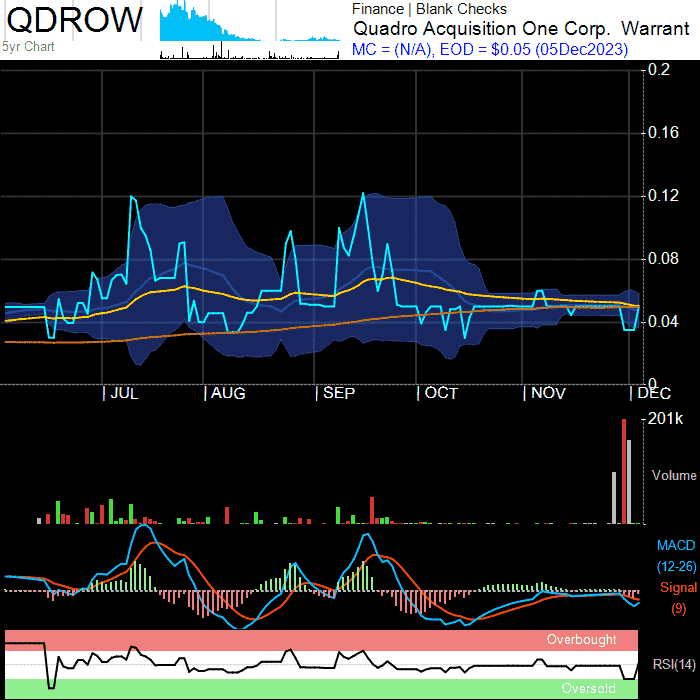 QDROW
Finance | Blank Checks
Quadro Acquisition One Corp. Warrant
5yr Chart
MC = (N/A), EOD = $0.05 (05Dec2023)
0.2
0.16
0.12
0.08
0.04
0
JUL AUG SEP OCT NOV DEC
201k
Volume
MACD
(12-26)
Signal
(9)
Overbought
RSI(14)
Oversold